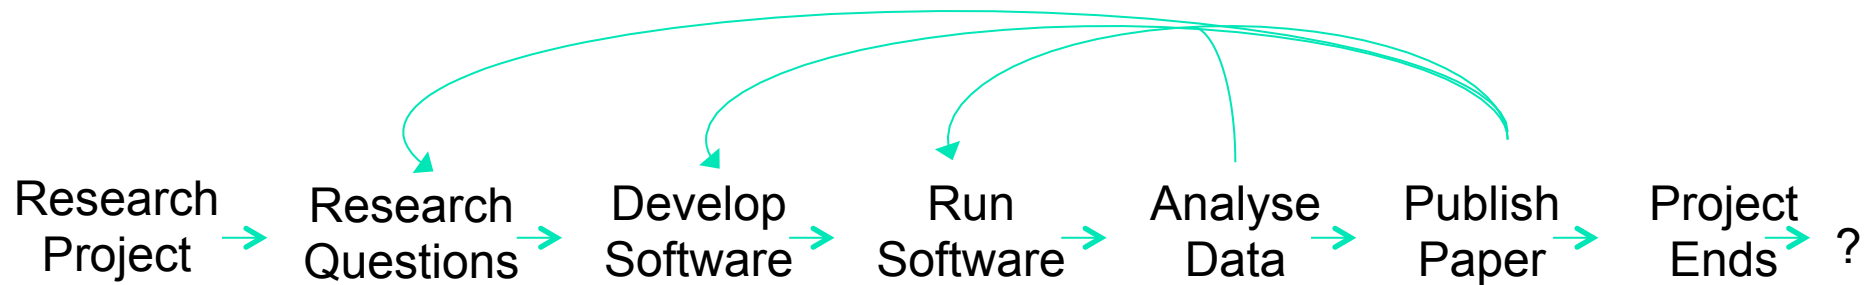 Research
Project
Research
Questions
Develop
Software
Run
Software
Analyse
Data
Publish
Paper
Project
Ends
?